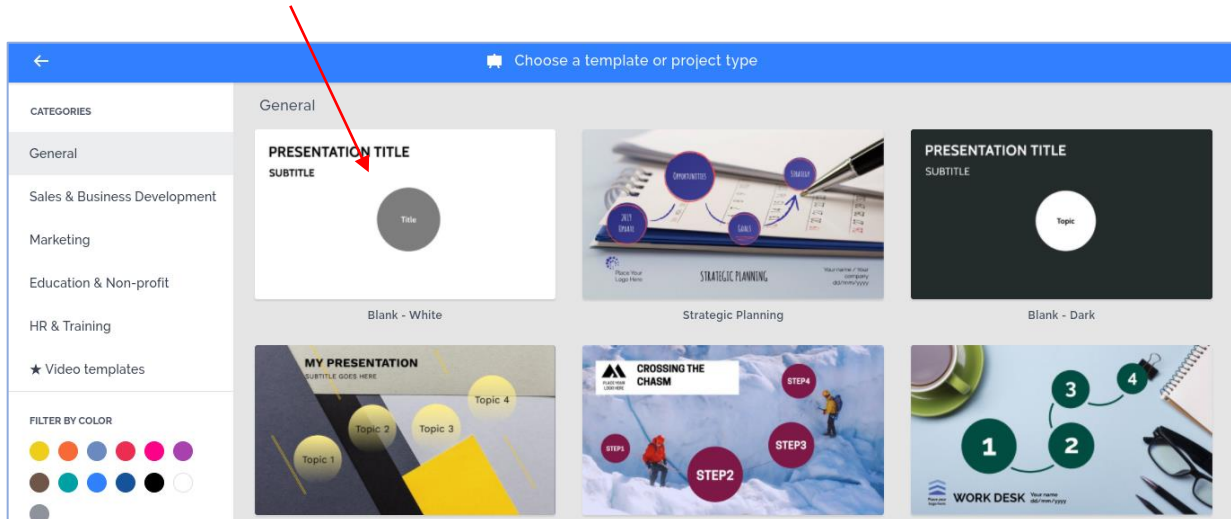 Choose a template or project type
CATEGORIES
General
Sales & Business Development
Marketing
Education & Non-profit
HR & Training
★ Video templates
FILTER BY COLOR
General
PRESENTATION TITLE
SUBTITLE
Title
Blank - White
OPPORTUNITIES
STRATEGY
2019
UPDATE
GOALS
Place Your
Logo Here
STRATEGIC PLANNING
Your name / Your
company
dd/mm/yyyy
Strategic Planning
PRESENTATION TITLE
SUBTITLE
Topic
Blank - Dark
MY PRESENTATION
SUBTITLE GOES HERE
Topic 1
Topic 2
Topic 3
Topic 4
PLACE YOUR
LOGO HERE
CROSSING THE
CHASM
STEP1
STEP2
STEP3
STEP4
1
2
3
4
Place your
logo here
WORK DESK
Your name
dd/mm/yyyy